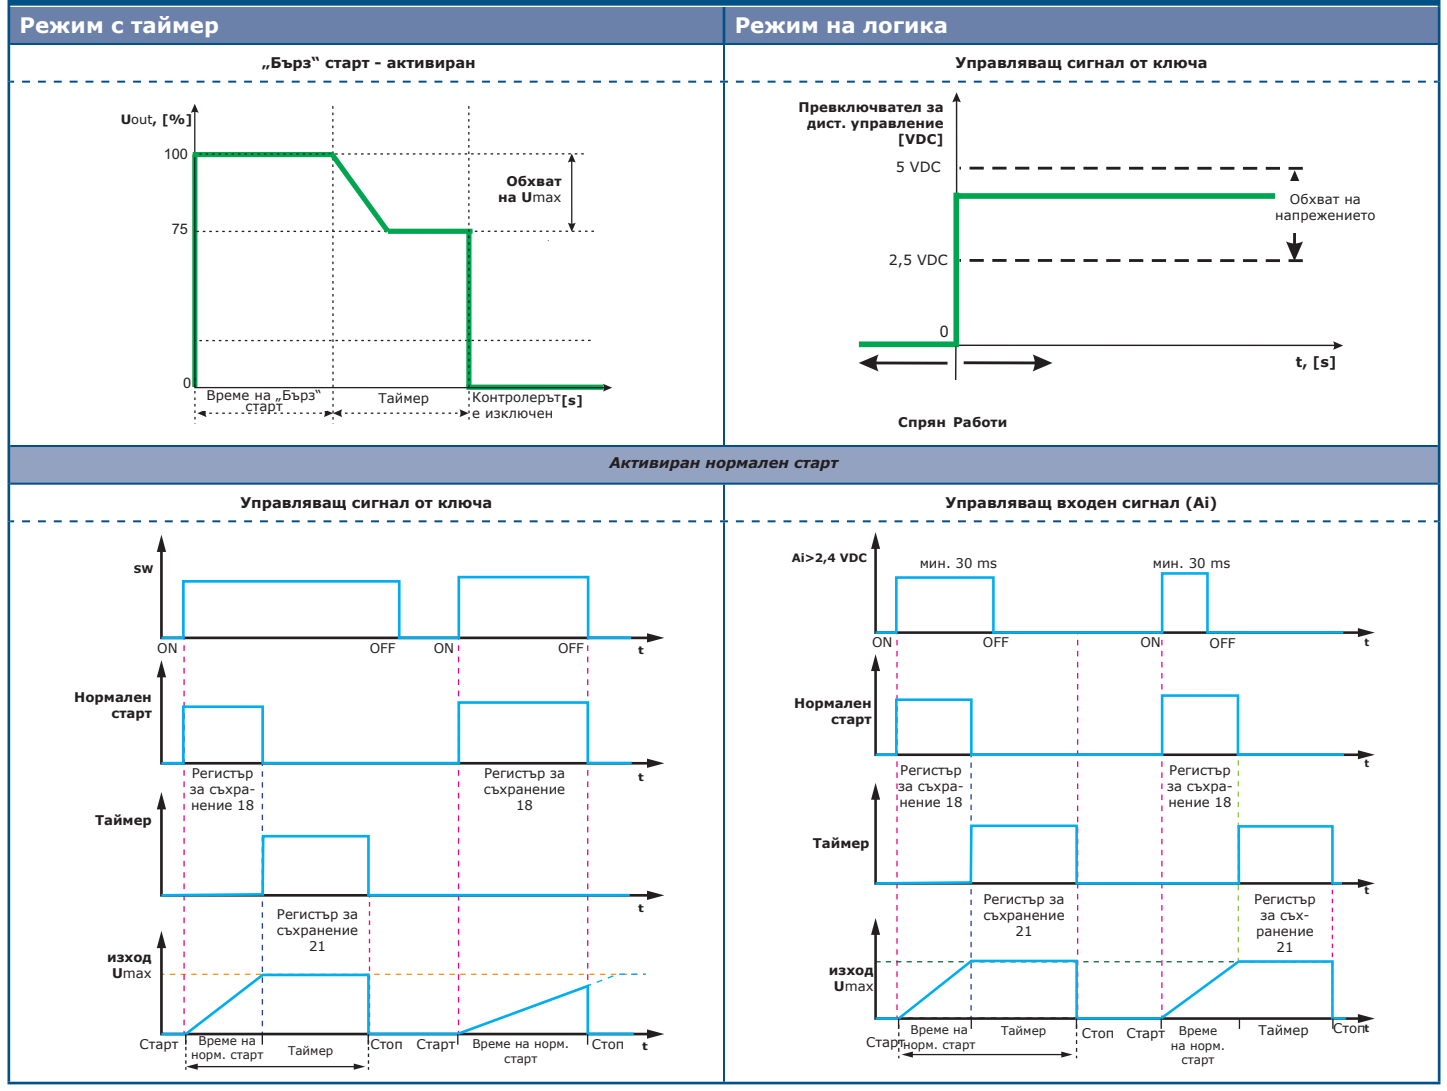 Режим с таймер
Режим на логика
„Бърз“ старт - активиран
Uout, [%]
100
75
0
Обхват
на Umax
Време на „Бърз“
старт
Таймер
Контролерът
е изключен
[s]
Управляващ сигнал от ключа
Превключвател за
дист. управление
[VDC]
5 VDC
2,5 VDC
0
Обхват на
напрежението
t, [s]
Спрян Работи
Активиран нормален старт
Управляващ сигнал от ключа
sw
ON
OFF
ON
OFF
t
Нормален
старт
t
Регистър
за съхра-
нение 18
Регистър за
съхранение
18
Таймер
t
Регистър за
съхранение
21
изход
Umax
Старт
Време на
норм. старт
Таймер
Стоп
Старт
Време на норм.
старт
Стоп
t
Управляващ входен сигнал (Ai)
Ai>2,4 VDC
мин. 30 ms
мин. 30 ms
ON
OFF
ON
OFF
t
Нормален
старт
t
Регистър
за съхра-
нение 18
Регистър
за съхра-
нение 18
Таймер
t
Регистър за
съхранение
21
Регистър
за съх-
ранение
21
изход
Umax
Старт
Време на
норм. старт
Таймер
Стоп
Старт
Време
на норм.
старт
Таймер
Стоп
t